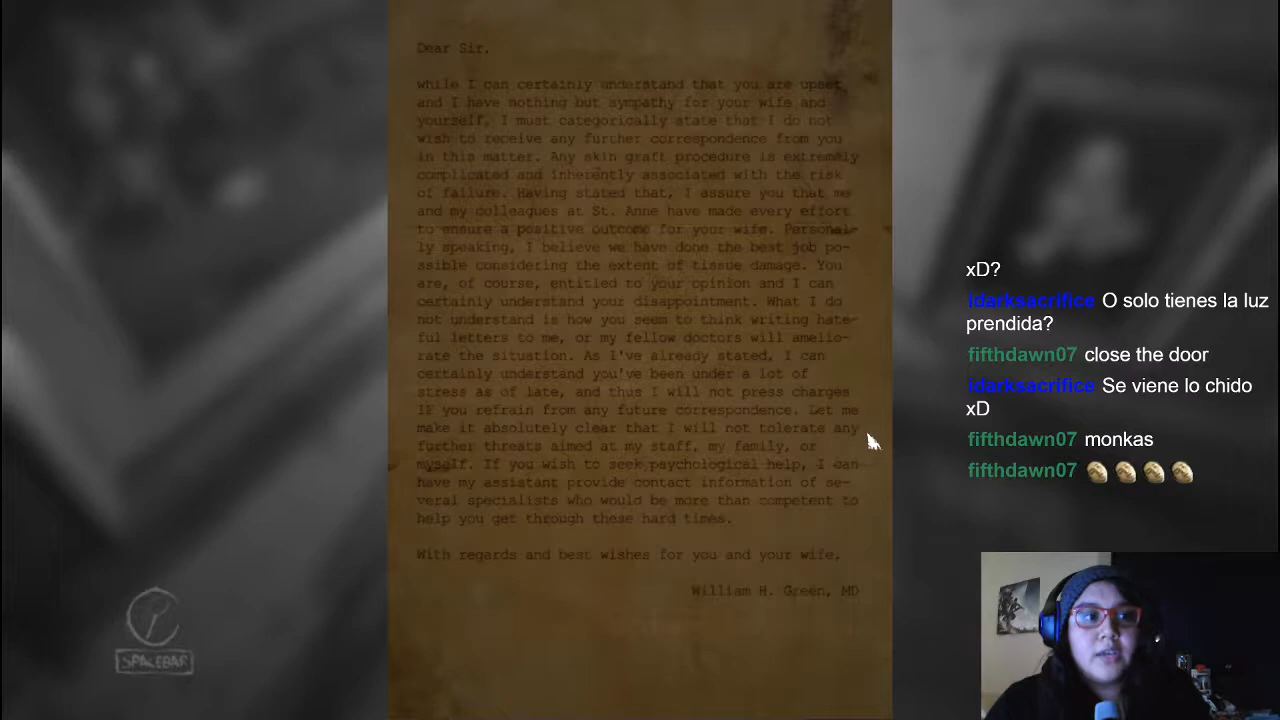 Dear Sir,
while I can certainly understand that you are upset,
and I have nothing but sympathy for your wife and
yourself, I must categorically state that I do not
wish to receive any further correspondence from you
in this matter. Any skin graft procedure is extremely
complicated and inherently associated with the risk
of failure. Having stated that, I assure you that me
and my colleagues at St. Anne have made every effort
to ensure a positive outcome for your wife. Personal-
ly speaking, I believe we have done the best job po-
ssible considering the extent of tissue damage. You
are, of course, entitled to your opinion and I can
certainly understand your disappointment. What I do
not understand is how you seem to think writing hate-
ful letters to me, or my fellow doctors will amelio-
rate the situation. As I've already stated, I can
certainly understand you've been under a lot of
stress as of late, and thus I will not press charges
IF you refrain from any future correspondence. Let me
make it absolutely clear that I will not tolerate any
further threats aimed at my staff, my family, or
myself. If you wish to seek psychological help, I can
have my assistant provide contact information of se-
veral specialists who would be more than competent to
help you get through these hard times.
With regards and best wishes for you and your wife.
William H. Green, MD
SPACEBAR
xD?
idarksacrifice O solo tienes la luz
prendida?
fifthdawn07 close the door
idarksacrifice Se viene lo chido
xD
fifthdawn07 monkas
fifthdawn07